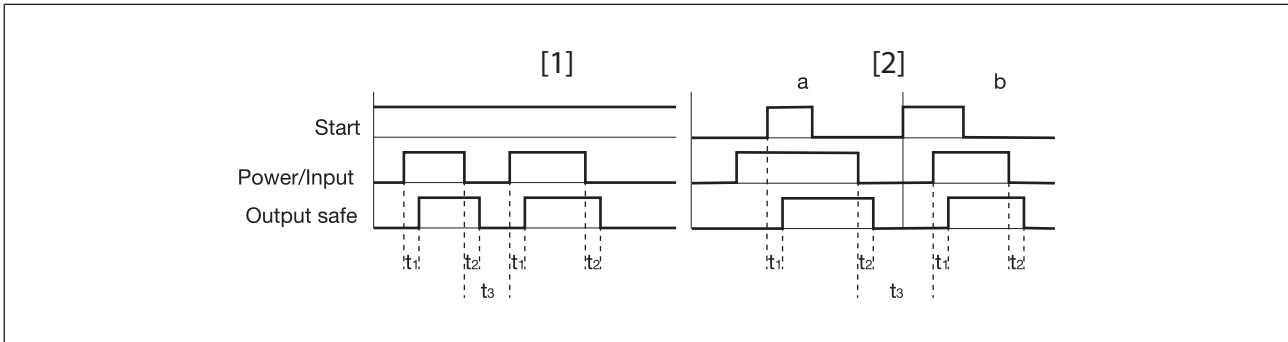 [1] [2]
a b
Start
Power/Input
Output safe
t1 t2 t1 t2 t1 t2 t1 t2
t3 t3